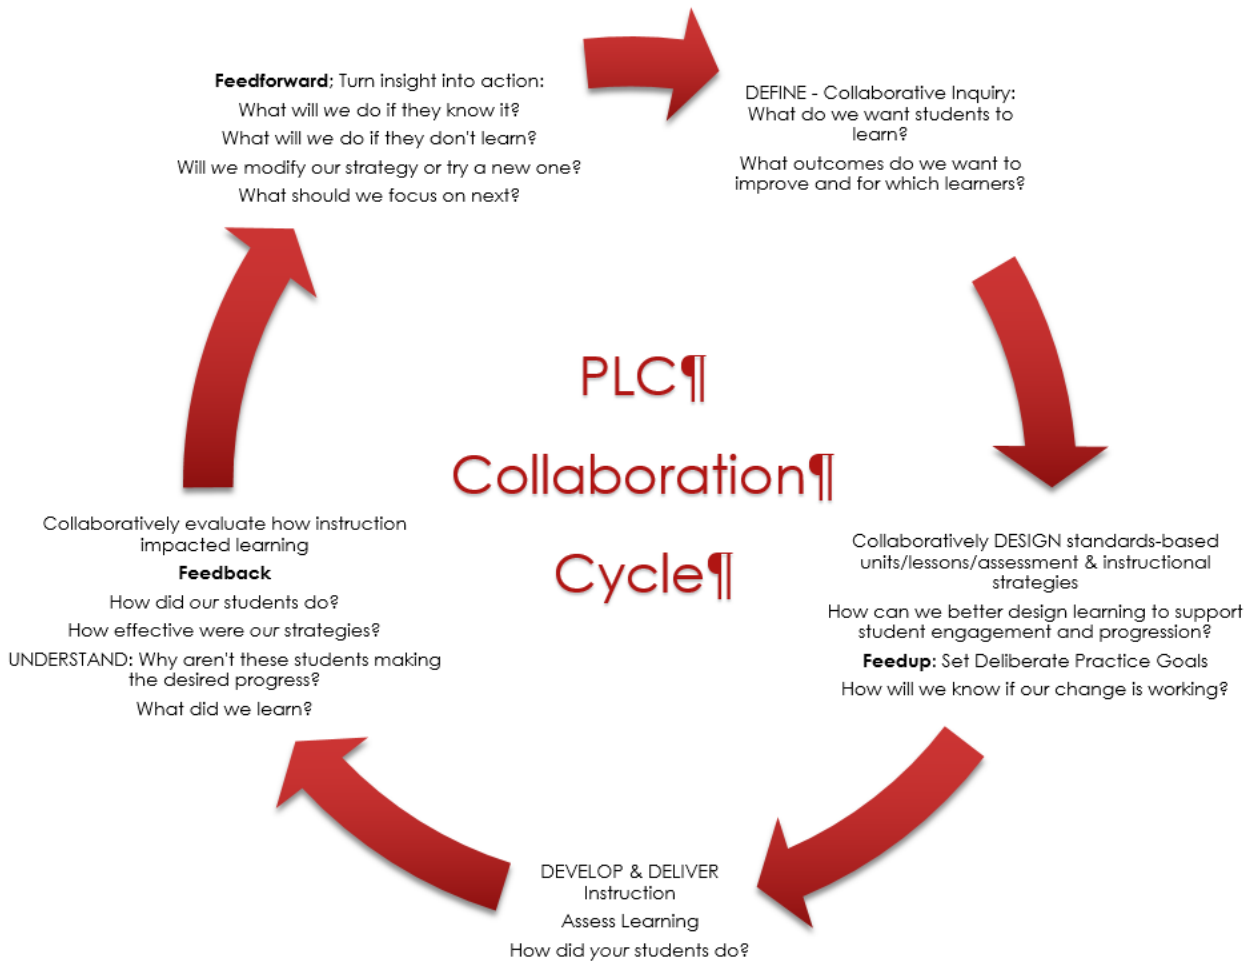 Feedforward; Turn insight into action:
What will we do if they know it?
What will we do if they don't learn?
Will we modify our strategy or try a new one?
What should we focus on next?
DEFINE - Collaborative Inquiry:
What do we want students to
learn?
What outcomes do we want to
improve and for which learners?
PLC¶
Collaboration¶
Cycle¶
Collaboratively DESIGN standards-based
units/lessons/assessment & instructional
strategies
How can we better design learning to support
student engagement and progression?
Feedup: Set Deliberate Practice Goals
How will we know if our change is working?
DEVELOP & DELIVER
Instruction
Assess Learning
How did your students do?
Collaboratively evaluate how instruction
impacted learning
Feedback
How did our students do?
How effective were our strategies?
UNDERSTAND: Why aren't these students making
the desired progress?
What did we learn?